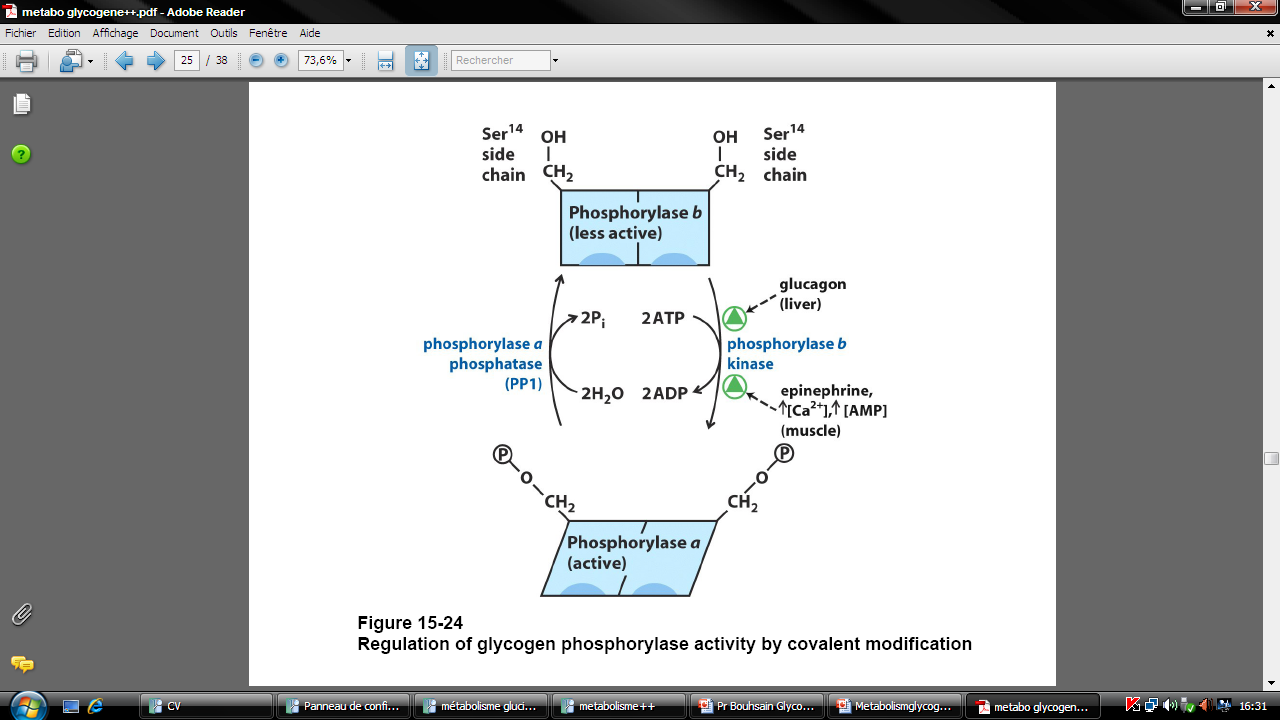 metabo glycogene++.pdf - Adobe Reader
Fichier Edition Affichage Document Outils Fenêtre Aide
25 / 38 73,6% Rechercher
Ser¹⁴ side chain
OH
CH₂
OH
CH₂
Ser¹⁴ side chain
Phosphorylase b
(less active)
glucagon
(liver)
2Pᵢ 2ATP
phosphorylase a
phosphatase
(PP1)
phosphorylase b
kinase
2H₂O 2ADP
epinephrine,
↑[Ca²⁺],↑[AMP]
(muscle)
P
O
CH₂
P
O
CH₂
Phosphorylase a
(active)
Figure 15-24
Regulation of glycogen phosphorylase activity by covalent modification
CV Panneau de confi... métabolisme gluci... metabolisme++ Pr Bouhsain Glyco... Metabolismglycog... metabo glycogen... 16:31